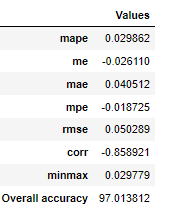 Values
mape 0.029862
me -0.026110
mae 0.040512
mpe -0.018725
rmse 0.050289
corr -0.858921
minmax 0.029779
Overall accuracy 97.013812